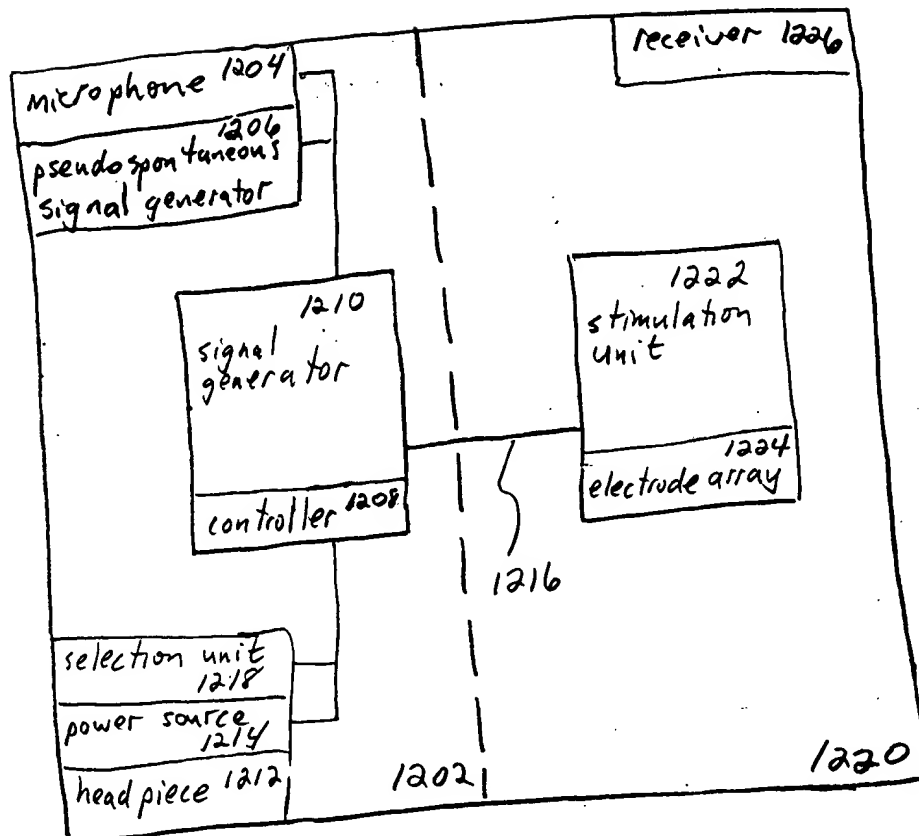 microphone 1204
1206
pseudospontaneous
signal generator
receiver 1226
1210
signal
generator
controller 1208
1222
stimulation
unit
1224
electrode array
1216
selection unit
1218
power source
1214
head piece 1212
1202
1220